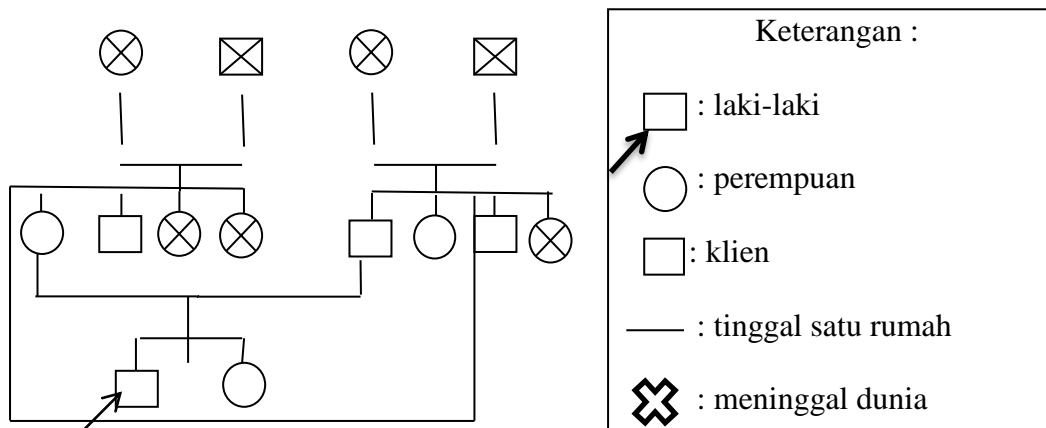 Keterangan :
: laki-laki
: perempuan
: klien
: tinggal satu rumah
: meninggal dunia